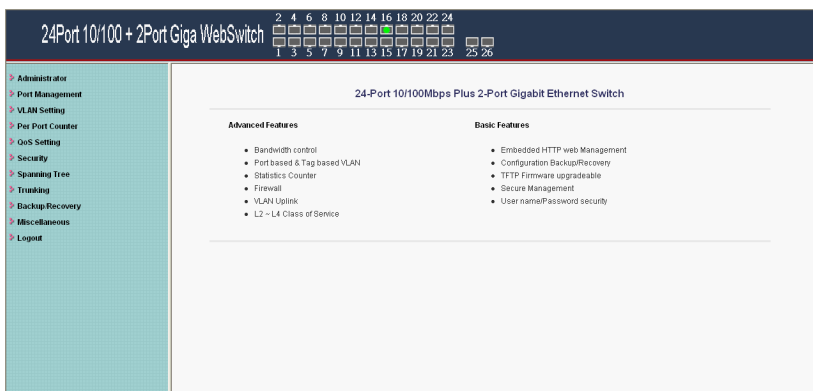 24Port 10/100 + 2Port Giga WebSwitch
2 4 6 8 10 12 14 16 18 20 22 24
1 3 5 7 9 11 13 15 17 19 21 23 25 26
Administrator
Port Management
VLAN Setting
Per Port Counter
QoS Setting
Security
Spanning Tree
Trunking
Backup/Recovery
Miscellaneous
Logout
24-Port 10/100Mbps Plus 2-Port Gigabit Ethernet Switch
Advanced Features
Bandwidth control
Port based & Tag based VLAN
Statistics Counter
Firewall
VLAN Uplink
L2 ~ L4 Class of Service
Basic Features
Embedded HTTP web Management
Configuration Backup/Recovery
TFTP Firmware upgradeable
Secure Management
User name/Password security